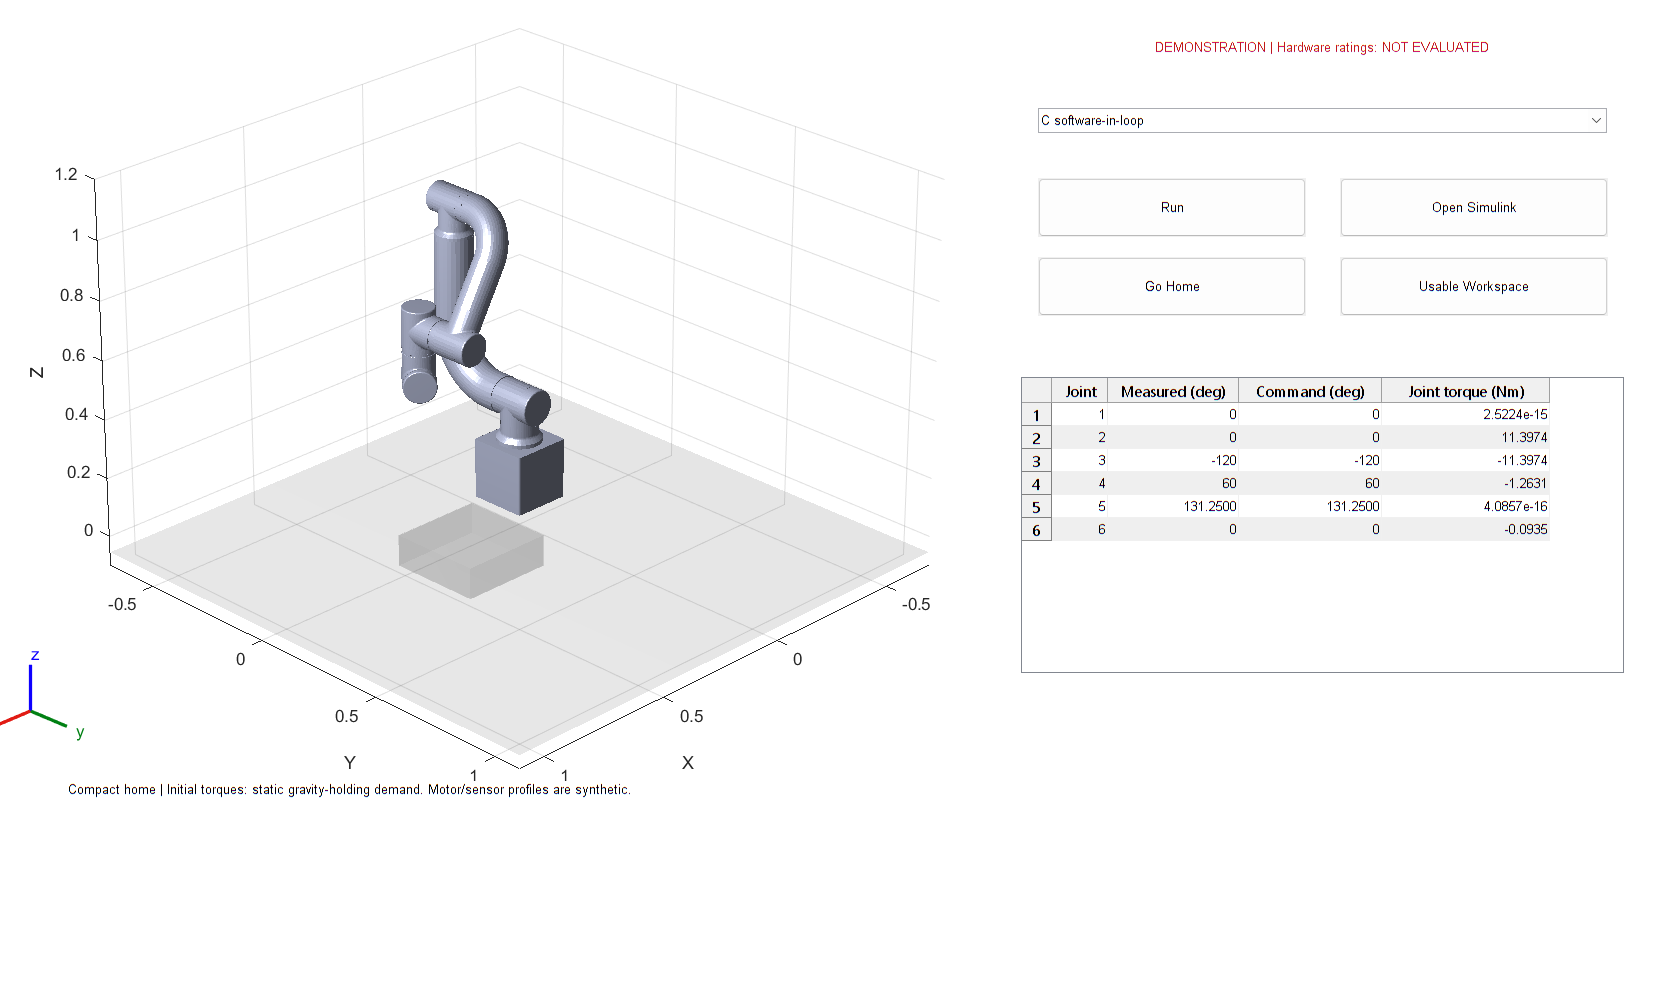 DEMONSTRATION | Hardware ratings: NOT EVALUATED
C software-in-loop
Run
Open Simulink
Go Home
Usable Workspace
Joint Measured (deg) Command (deg) Joint torque (Nm)
1 1 0 0 2.5224e-15
2 2 0 0 11.3974
3 3 -120 -120 -11.3974
4 4 60 60 -1.2631
5 5 131.2500 131.2500 4.0857e-16
6 6 0 0 -0.0935
1.2
1
0.8
0.6
0.4
0.2
0
Z
-0.5
0
0.5
1
Y
-0.5
0
0.5
1
X
z
y
Compact home | Initial torques: static gravity-holding demand. Motor/sensor profiles are synthetic.